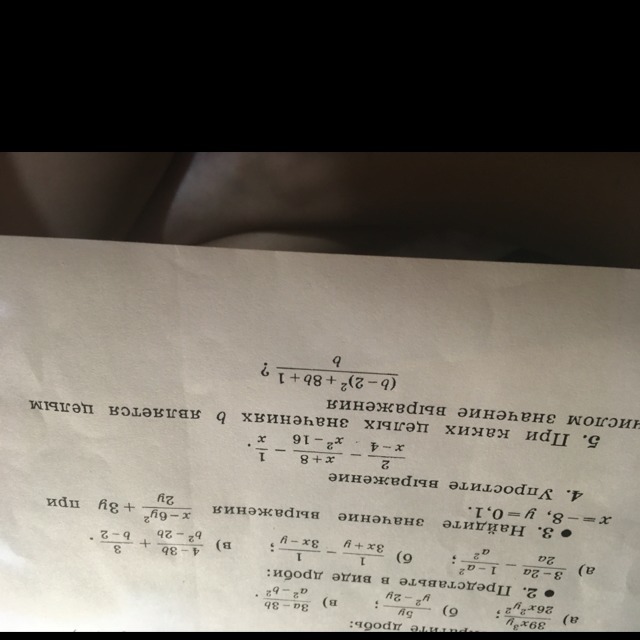 ратите дробь:
а) 39x³y / 26x²y²; б) 5y / y² − 2y; в) 3a − 3b / a² − b².
• 2. Представьте в виде дроби:
а) 3 − 2a / 2a − 1 − a² / a²; б) 1 / 3x + y − 1 / 3x − y; в) 4 − 3b / b² − 2b + 3 / b − 2.
• 3. Найдите значение выражения x − 6y² / 2y + 3y при
x = −8, y = 0,1.
4. Упростите выражение
2 / x − 4 − x + 8 / x² − 16 − 1 / x.
5. При каких целых значениях b является целым
числом значение выражения
(b − 2)² + 8b + 1 / b ?